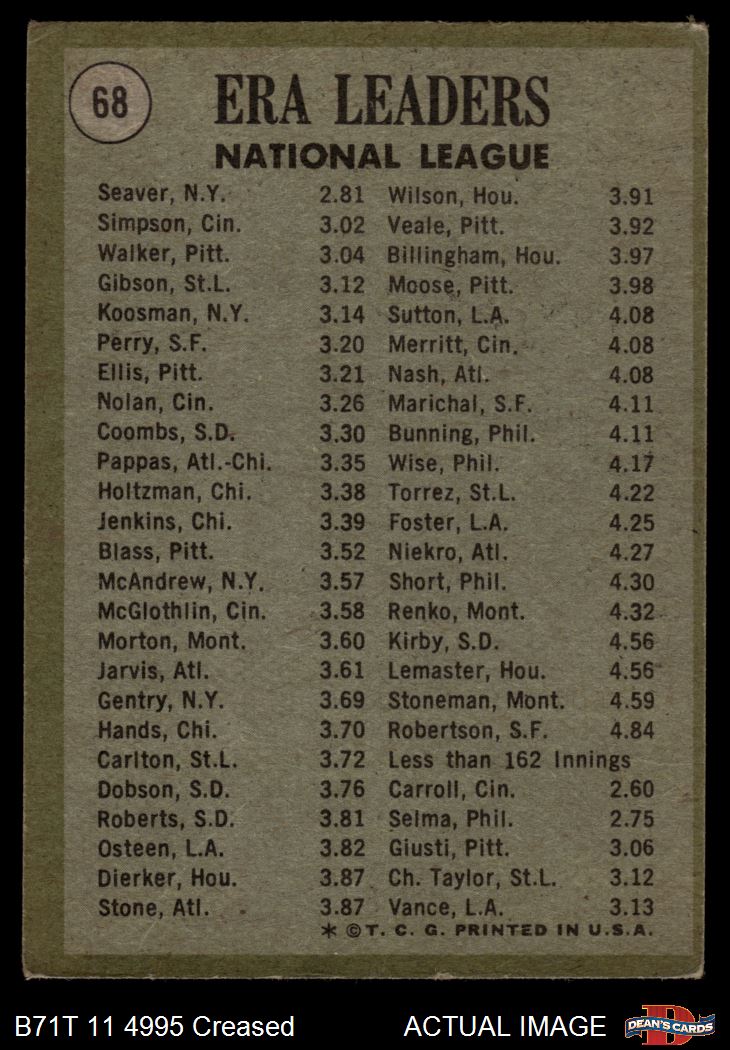 68
ERA LEADERS
NATIONAL LEAGUE
Seaver, N.Y. 2.81
Simpson, Cin. 3.02
Walker, Pitt. 3.04
Gibson, St.L. 3.12
Koosman, N.Y. 3.14
Perry, S.F. 3.20
Ellis, Pitt. 3.21
Nolan, Cin. 3.26
Coombs, S.D. 3.30
Pappas, Atl.-Chi. 3.35
Holtzman, Chi. 3.38
Jenkins, Chi. 3.39
Blass, Pitt. 3.52
McAndrew, N.Y. 3.57
McGlothlin, Cin. 3.58
Morton, Mont. 3.60
Jarvis, Atl. 3.61
Gentry, N.Y. 3.69
Hands, Chi. 3.70
Carlton, St.L. 3.72
Dobson, S.D. 3.76
Roberts, S.D. 3.81
Osteen, L.A. 3.82
Dierker, Hou. 3.87
Stone, Atl. 3.87
Wilson, Hou. 3.91
Veale, Pitt. 3.92
Billingham, Hou. 3.97
Moose, Pitt. 3.98
Sutton, L.A. 4.08
Merritt, Cin. 4.08
Nash, Atl. 4.08
Marichal, S.F. 4.11
Bunning, Phil. 4.11
Wise, Phil. 4.17
Torrez, St.L. 4.22
Foster, L.A. 4.25
Niekro, Atl. 4.27
Short, Phil. 4.30
Renko, Mont. 4.32
Kirby, S.D. 4.56
Lemaster, Hou. 4.56
Stoneman, Mont. 4.59
Robertson, S.F. 4.84
Less than 162 Innings
Carroll, Cin. 2.60
Selma, Phil. 2.75
Giusti, Pitt. 3.06
Ch. Taylor, St.L. 3.12
Vance, L.A. 3.13
* © T. C. G. PRINTED IN U.S.A.
B71T 11 4995 Creased ACTUAL IMAGE
D
DEAN'S CARDS